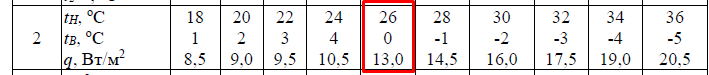 2 tН, °С 18 20 22 24 26 28 30 32 34 36
tВ, °С 1 2 3 4 0 -1 -2 -3 -4 -5
q, Вт/м² 8,5 9,0 9,5 10,5 13,0 14,5 16,0 17,5 19,0 20,5